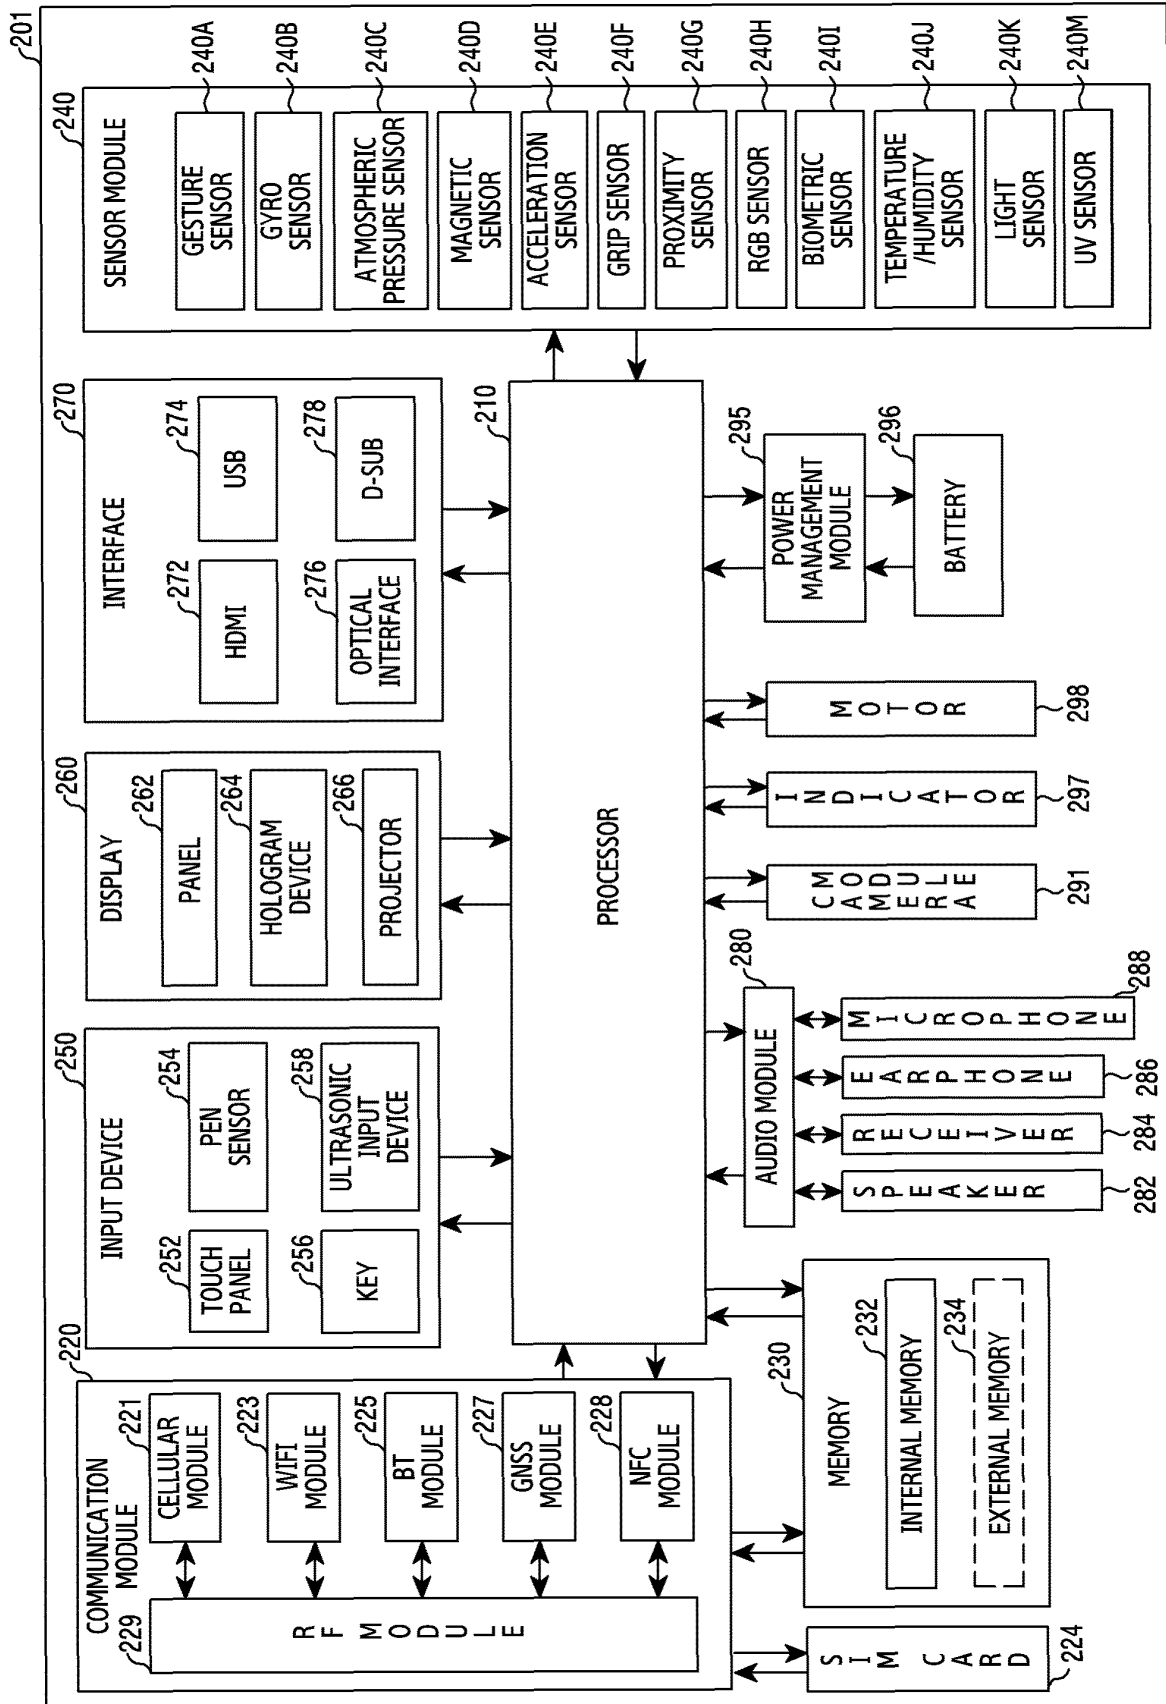 201
COMMUNICATION
MODULE
220
229
RF MODULE
221
CELLULAR
MODULE
223
WIFI
MODULE
225
BT
MODULE
227
GNSS
MODULE
228
NFC
MODULE
SIM CARD
224
INPUT DEVICE
250
252
TOUCH
PANEL
254
PEN
SENSOR
256
KEY
258
ULTRASONIC
INPUT
DEVICE
DISPLAY
260
262
PANEL
264
HOLOGRAM
DEVICE
266
PROJECTOR
INTERFACE
270
272
HDMI
274
USB
276
OPTICAL
INTERFACE
278
D-SUB
SENSOR MODULE
240
GESTURE
SENSOR
240A
GYRO
SENSOR
240B
ATMOSPHERIC
PRESSURE SENSOR
240C
MAGNETIC
SENSOR
240D
ACCELERATION
SENSOR
240E
GRIP SENSOR
240F
PROXIMITY
SENSOR
240G
RGB SENSOR
240H
BIOMETRIC
SENSOR
240I
TEMPERATURE
/HUMIDITY
SENSOR
240J
LIGHT
SENSOR
240K
UV SENSOR
240M
PROCESSOR
210
MEMORY
230
232
INTERNAL MEMORY
234
EXTERNAL MEMORY
280
AUDIO MODULE
SPEAKER
282
RECEIVER
284
EARPHONE
286
MICROPHONE
288
CAMERA
MODULE
291
INDICATOR
297
MOTOR
298
295
POWER
MANAGEMENT
MODULE
296
BATTERY